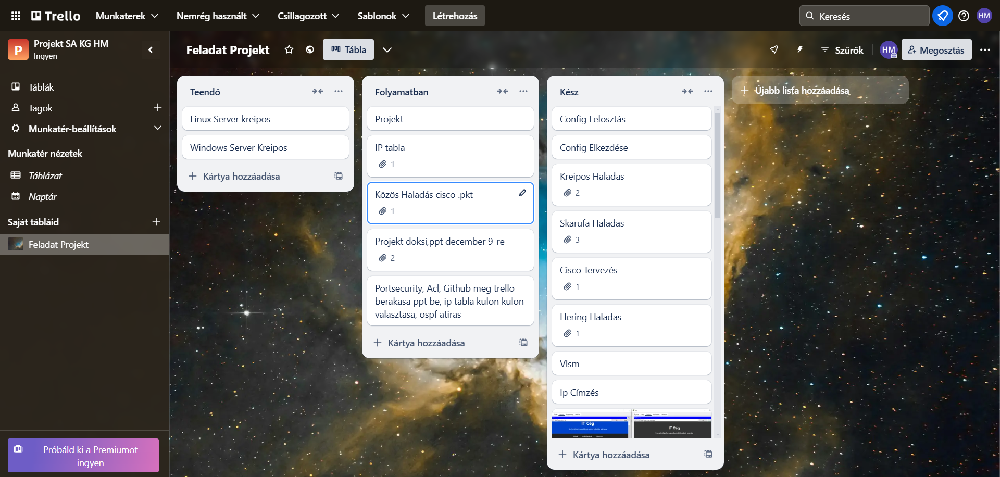 Trello
Munkaterek
Nemrég használt
Csillagozott
Sablonok
Létrehozás
Keresés
HM
P
Projekt SA KG HM
Ingyen
Feladat Projekt
Tábla
Szűrők
HM
Megosztás
Táblák
Tagok
Munkatér-beállítások
Munkatér nézetek
Táblázat
Naptár
Saját tábláid
Feladat Projekt
Próbáld ki a Premiumot
ingyen
Teendő
Linux Server kreipos
Windows Server Kreipos
Kártya hozzáadása
Folyamatban
Projekt
IP tabla
1
Közös Haladás cisco .pkt
1
Projekt doksi,ppt december 9-re
2
Portsecurity, Acl, Github meg trello
berakasa ppt be, ip tabla kulon kulon
valasztasa, ospf atiras
Kártya hozzáadása
Kész
Config Felosztás
Config Elkezdése
Kreipos Haladas
2
Skarufa Haladas
3
Cisco Tervezés
1
Hering Haladas
1
Vlsm
Ip Címzés
IT Cég
IT Cég
Kártya hozzáadása
Újabb lista hozzáadása